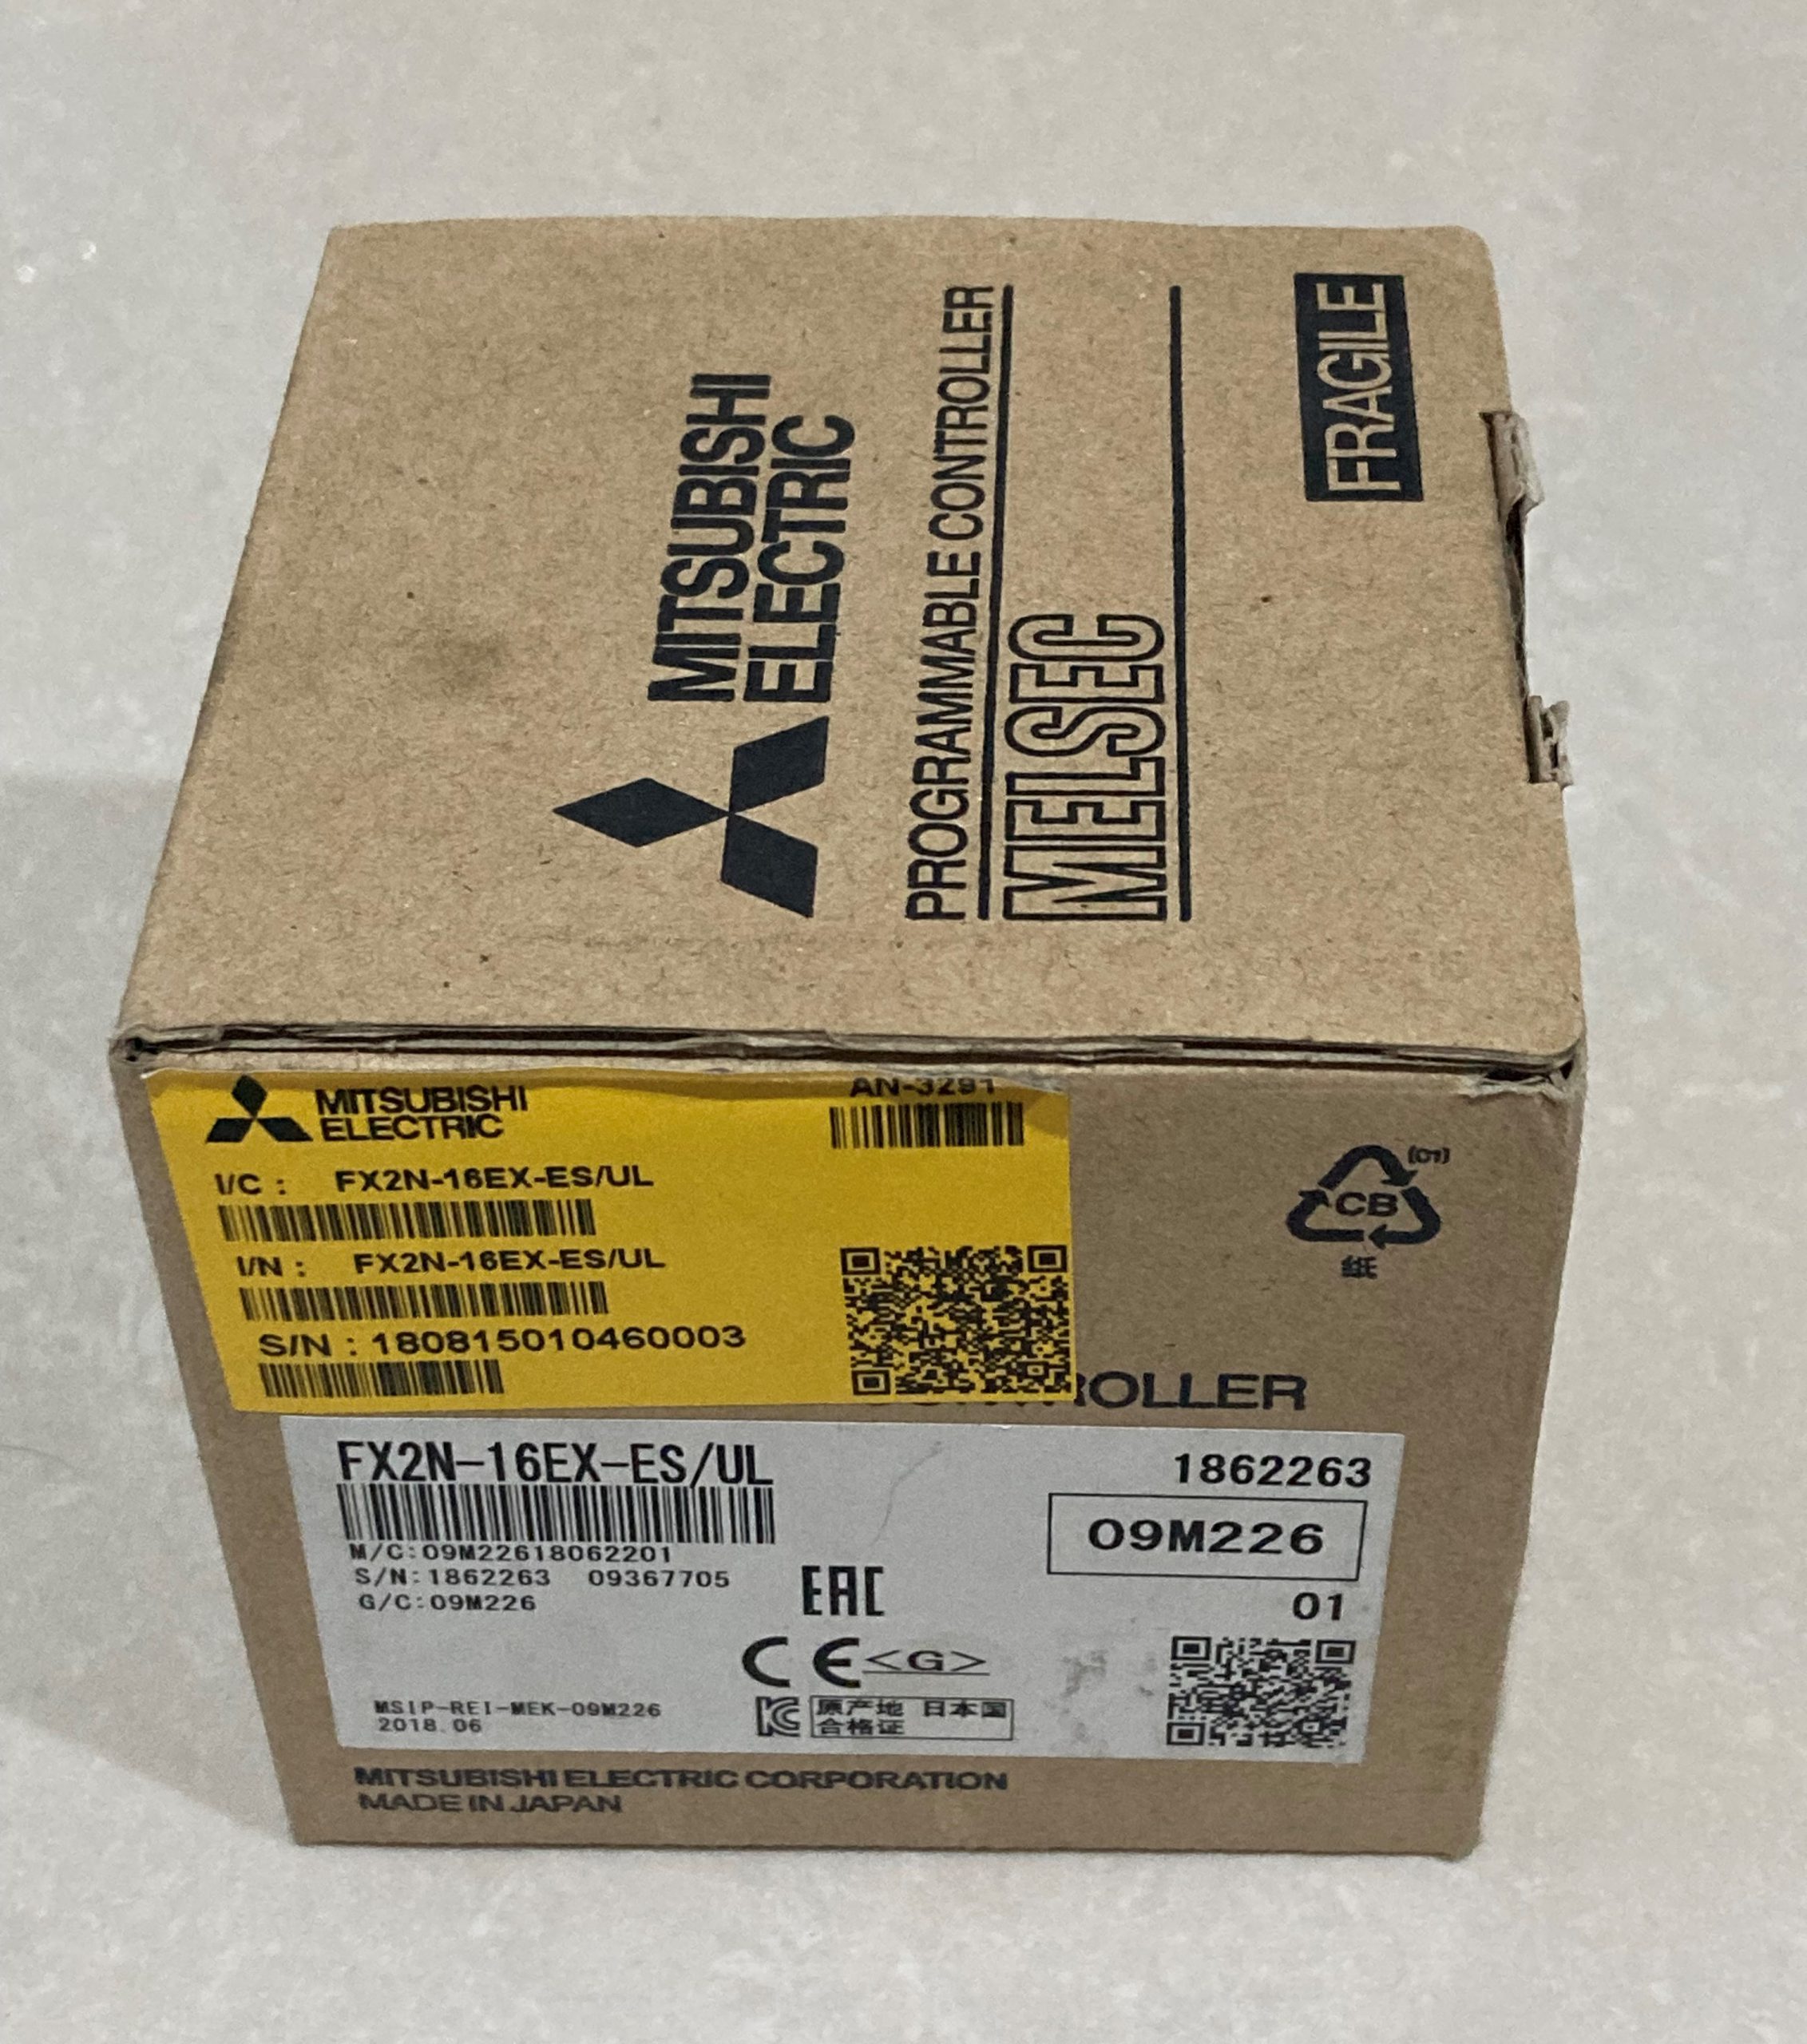 MITSUBISHI
ELECTRIC
PROGRAMMABLE CONTROLLER
MELSEC
FRAGILE
MITSUBISHI
ELECTRIC
AN-3291
I/C : FX2N-16EX-ES/UL
I/N : FX2N-16EX-ES/UL
S/N : 180815010460003
(01)
CB
紙
ROLLER
FX2N-16EX-ES/UL
1862263
09M226
M/C:09M22618062201
S/N:1862263 09367705
G/C:09M226
EAC
01
CE <G>
MSIP-REI-MEK-09M226
2018.06
KC
原产地 日本国
合格证
MITSUBISHI ELECTRIC CORPORATION
MADE IN JAPAN